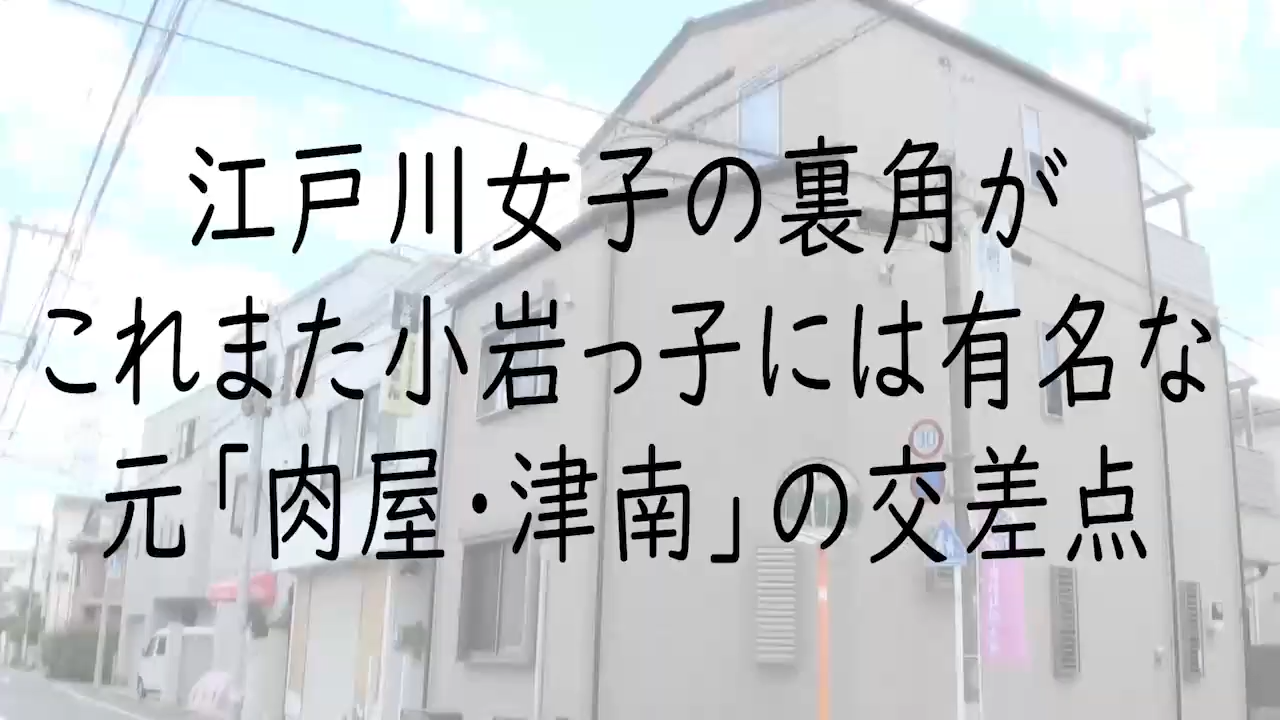 江戸川女子の裏角が
これまた小岩っ子には有名な
元「肉屋・津南」の交差点
30